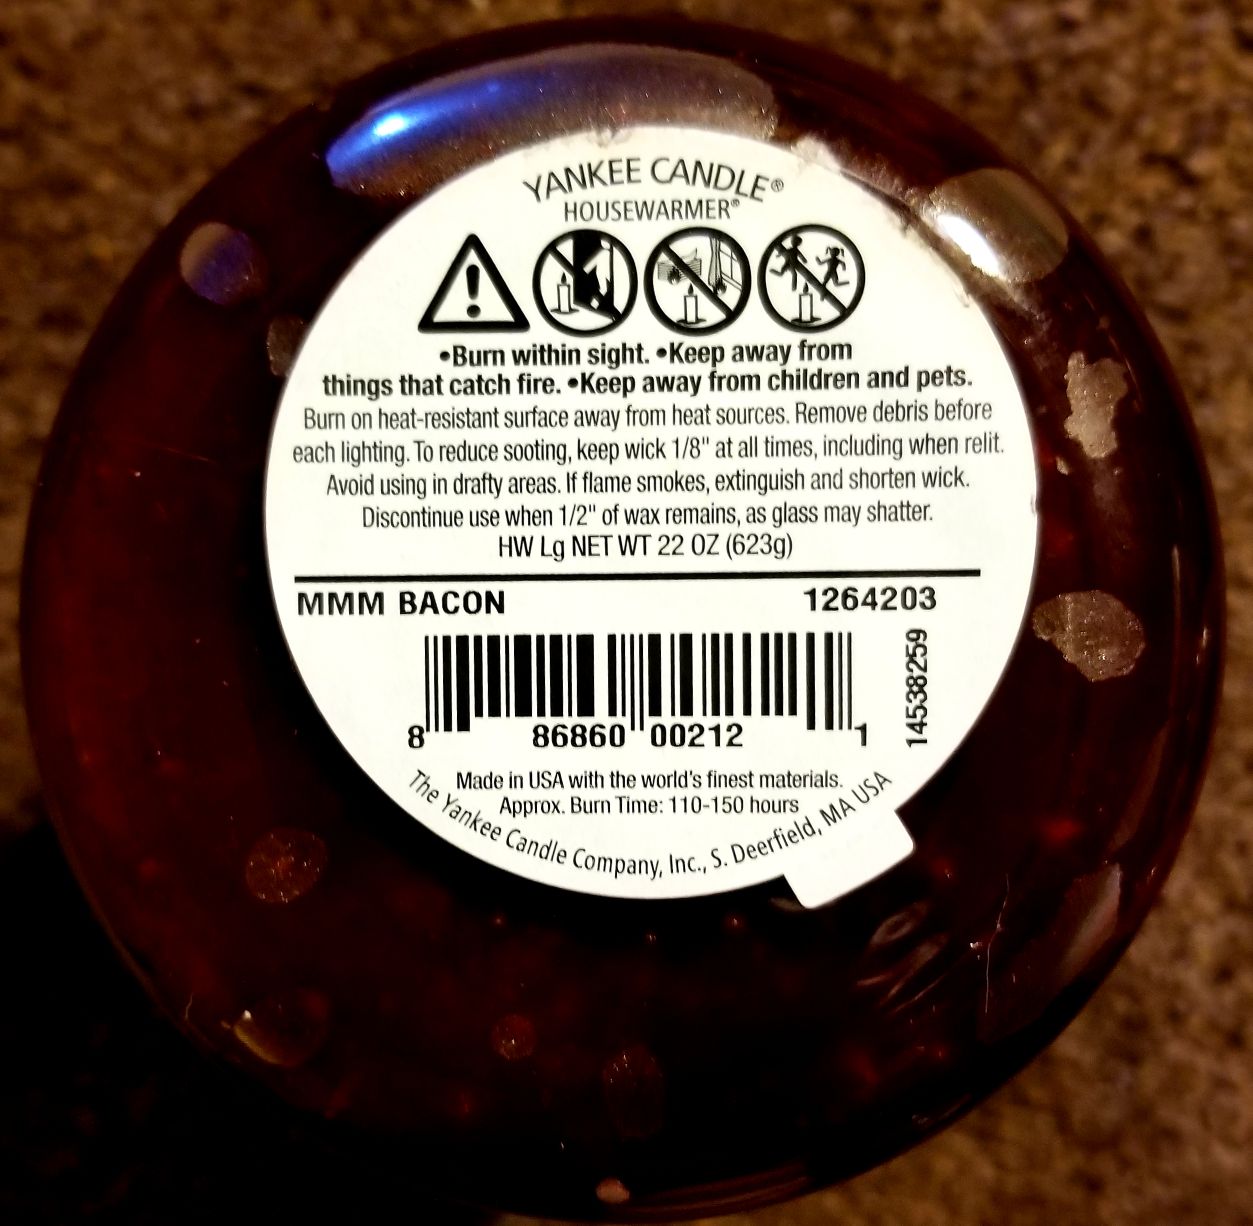 YANKEE CANDLE®
HOUSEWARMER®
•Burn within sight. •Keep away from
things that catch fire. •Keep away from children and pets.
Burn on heat-resistant surface away from heat sources. Remove debris before
each lighting. To reduce sooting, keep wick 1/8" at all times, including when relit.
Avoid using in drafty areas. If flame smokes, extinguish and shorten wick.
Discontinue use when 1/2" of wax remains, as glass may shatter.
HW Lg NET WT 22 OZ (623g)
MMM BACON 1264203
8 86860 00212 1
14538259
Made in USA with the world's finest materials.
Approx. Burn Time: 110-150 hours
The Yankee Candle Company, Inc., S. Deerfield, MA USA